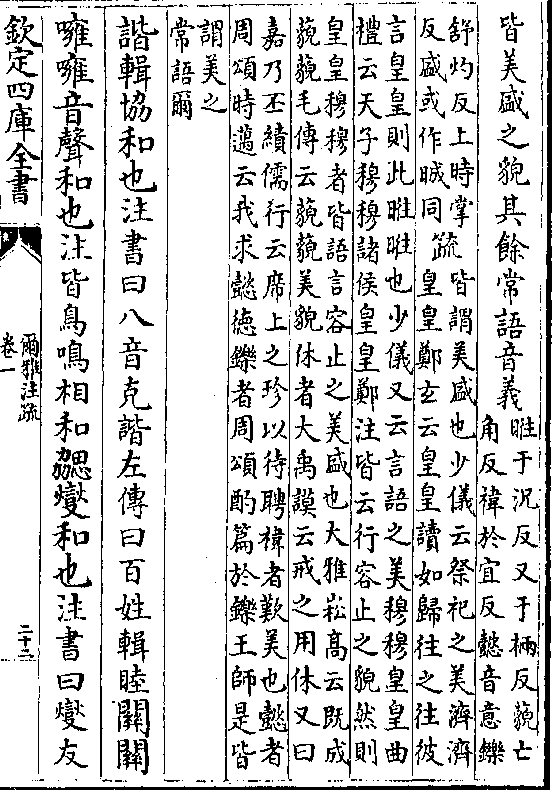 皆美盛之貌其餘常語音義
暀于況反又于柄反藐亡
角反禕於宜反懿音意鑠
舒灼反上時掌
反盛或作晠同
疏
皆謂美盛也少儀云祭祀之美濟濟
皇皇鄭玄云皇皇讀如歸往之往彼
言皇皇則此暀暀也少儀又云言語之美穆穆皇皇曲
禮云天子穆穆諸侯皇皇鄭注皆云行容止之貌然則
皇皇穆穆者皆語言容止之美盛也大雅崧高云既成
藐藐毛傳云藐藐美貌休者大禹謨云戒之用休又曰
嘉乃丕績儒行云席上之珍以待聘禕者歎美也懿者
周頌時邁云我求懿德鑠者周頌酌篇於鑠王師是皆
謂美之
常語爾
諧輯協和也注書曰八音克諧左傳曰百姓輯睦關關
噰噰音聲和也注皆鳥鳴相和勰燮和也注書曰燮友
欽定四庫全書
爾雅注疏
卷一
二十二